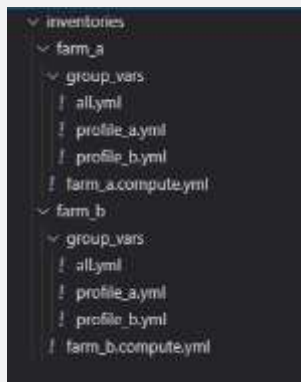 inventories
farm_a
group_vars
! all.yml
! profile_a.yml
! profile_b.yml
! farm_a.compute.yml
farm_b
group_vars
! all.yml
! profile_a.yml
! profile_b.yml
! farm_b.compute.yml